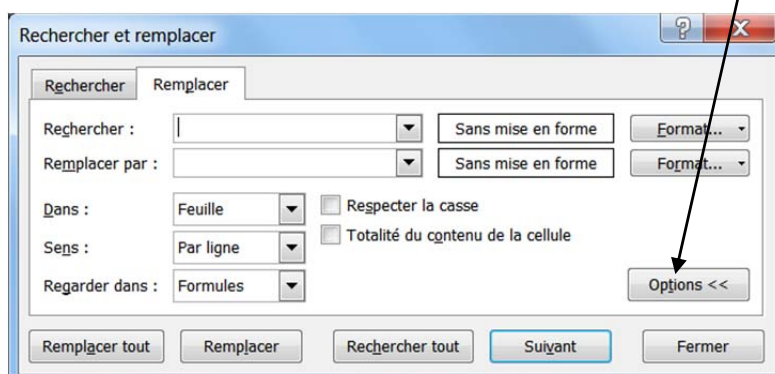 Rechercher et remplacer ? X
Rechercher Remplacer
Rechercher : Sans mise en forme Format...
Remplacer par : Sans mise en forme Format...
Dans : Feuille Respecter la casse
Sens : Par ligne Totalité du contenu de la cellule
Regarder dans : Formules Options <<
Remplacer tout Remplacer Rechercher tout Suivant Fermer